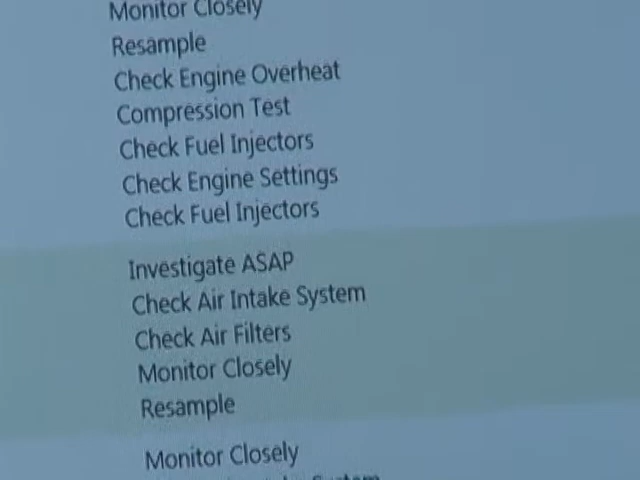 Monitor Closely
Resample
Check Engine Overheat
Compression Test
Check Fuel Injectors
Check Engine Settings
Check Fuel Injectors
Investigate ASAP
Check Air Intake System
Check Air Filters
Monitor Closely
Resample
Monitor Closely